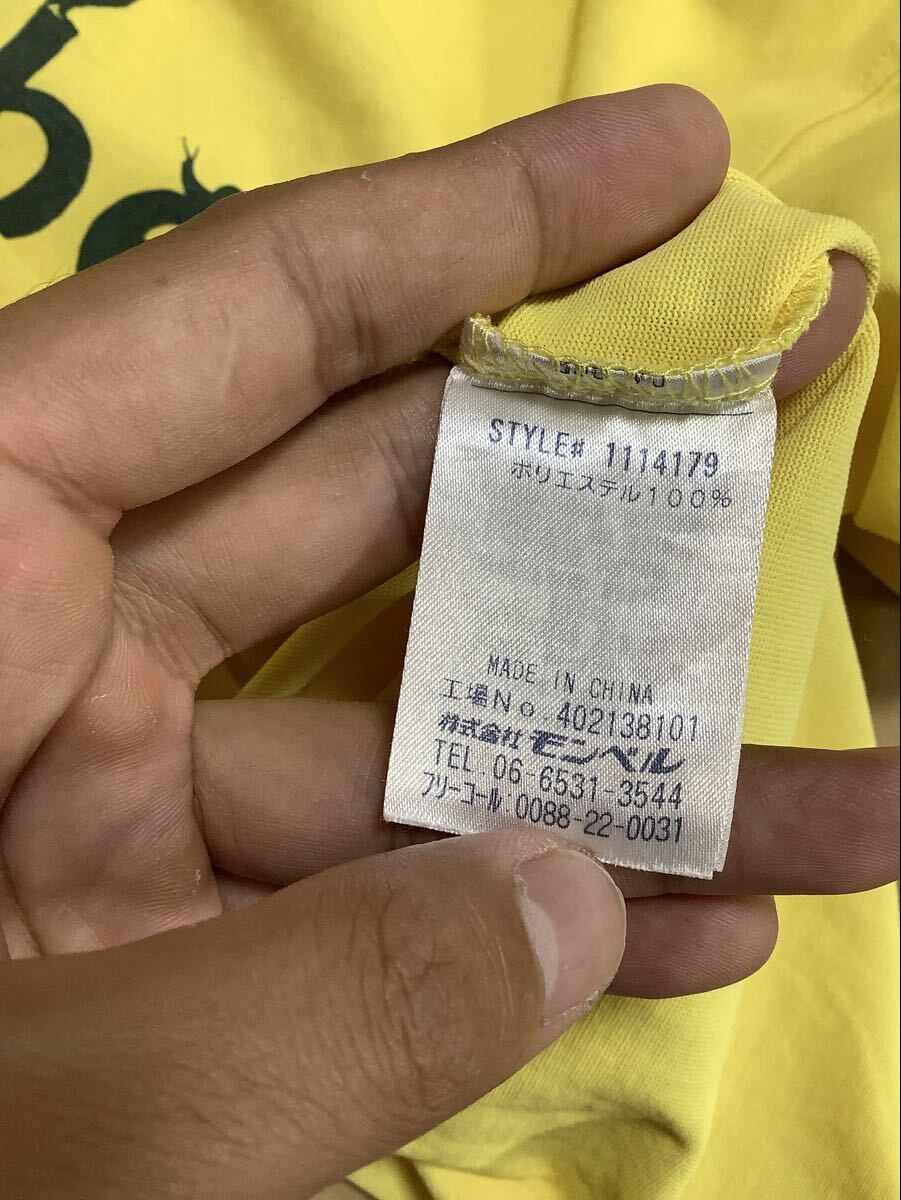 STYLE# 1114179
ポリエステル100%
MADE IN CHINA
工場No.402138101
株式会社モンベル
TEL.06-6531-3544
フリーコール 0088-22-0031